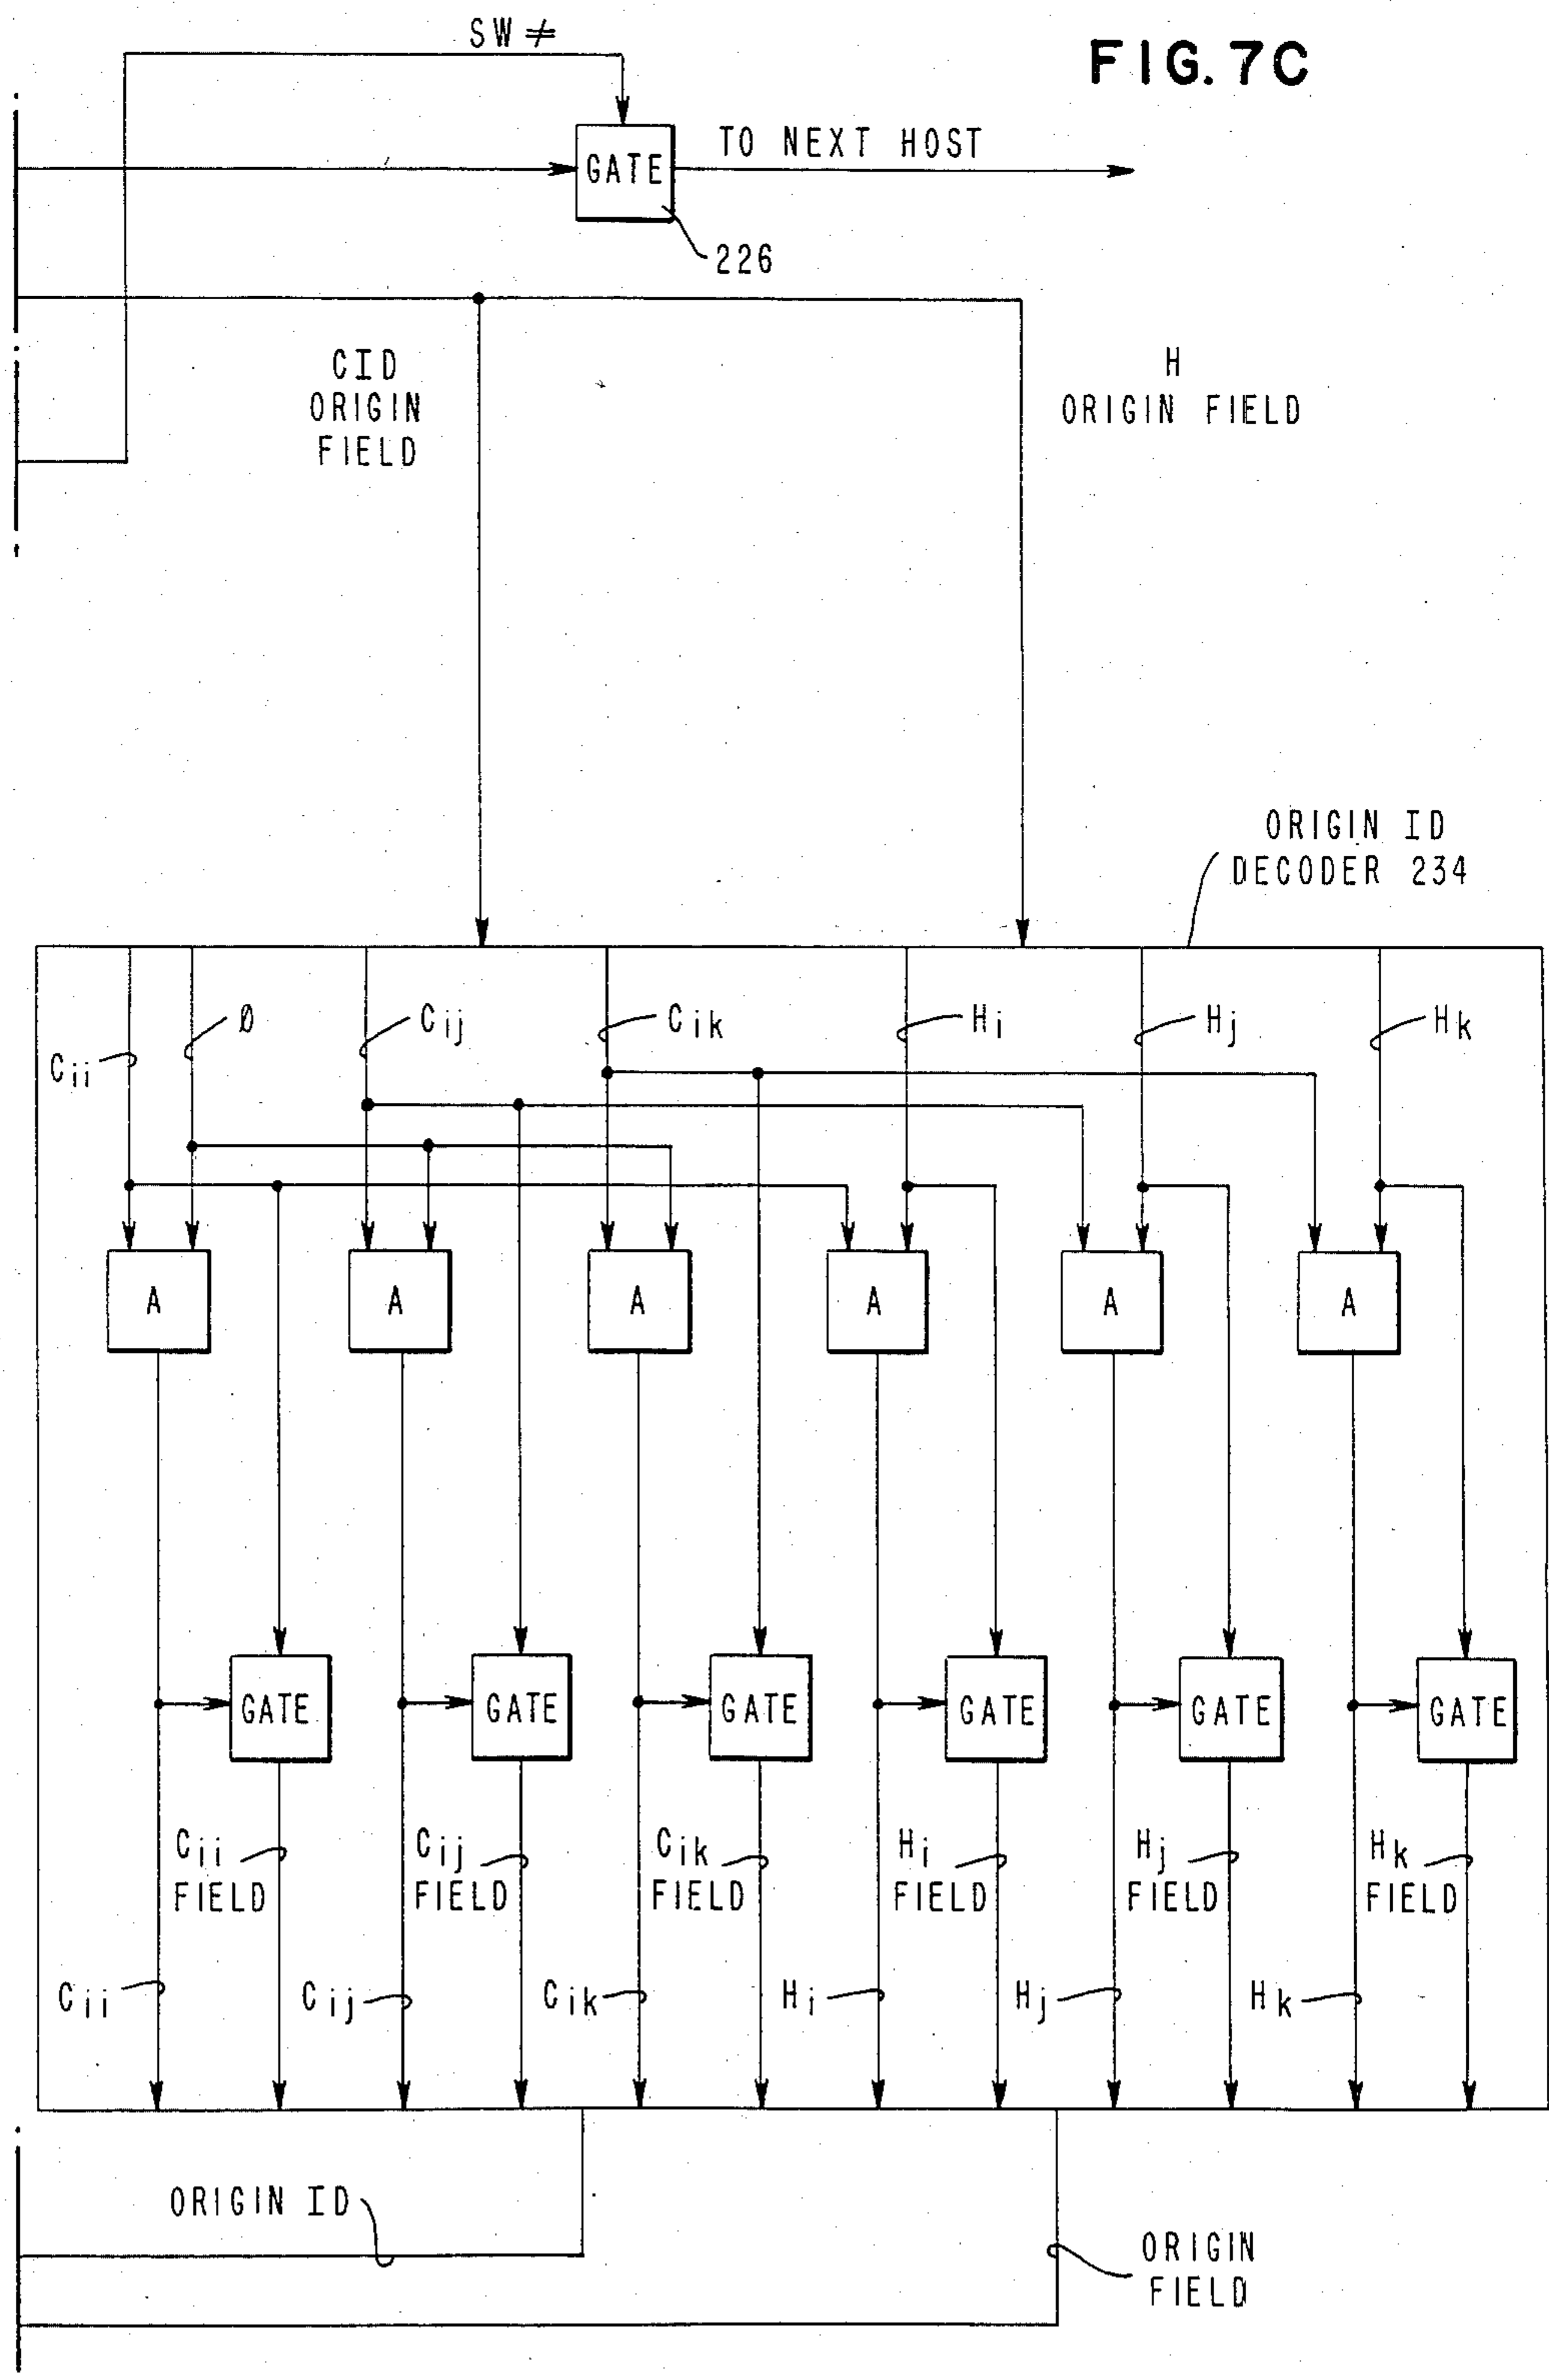 SW ≠
FIG. 7C
GATE
TO NEXT HOST
226
CID
ORIGIN
FIELD
H
ORIGIN FIELD
ORIGIN ID
DECODER 234
Cii
Ø
Cij
Cik
Hi
Hj
Hk
A
A
A
A
A
A
GATE
GATE
GATE
GATE
GATE
GATE
Cii
FIELD
Cij
FIELD
Cik
FIELD
Hi
FIELD
Hj
FIELD
Hk
FIELD
Cii
Cij
Cik
Hi
Hj
Hk
ORIGIN ID
ORIGIN
FIELD